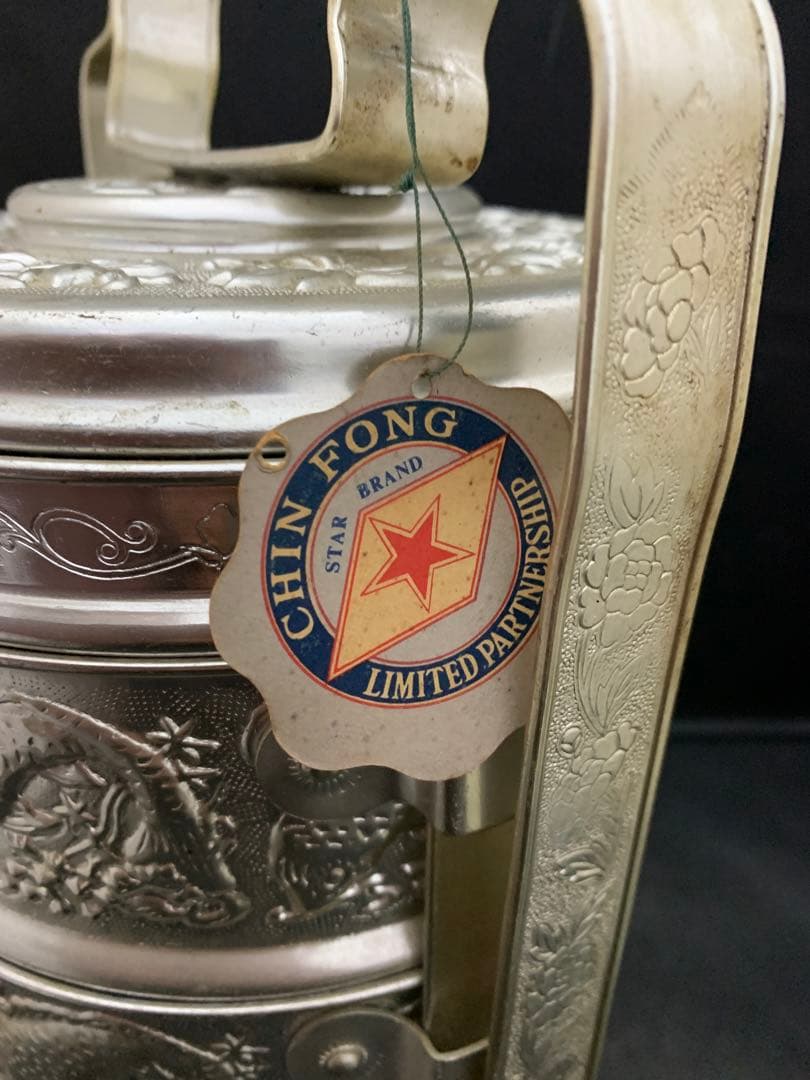 CHIN FONG
STAR BRAND
LIMITED PARTNERSHIP